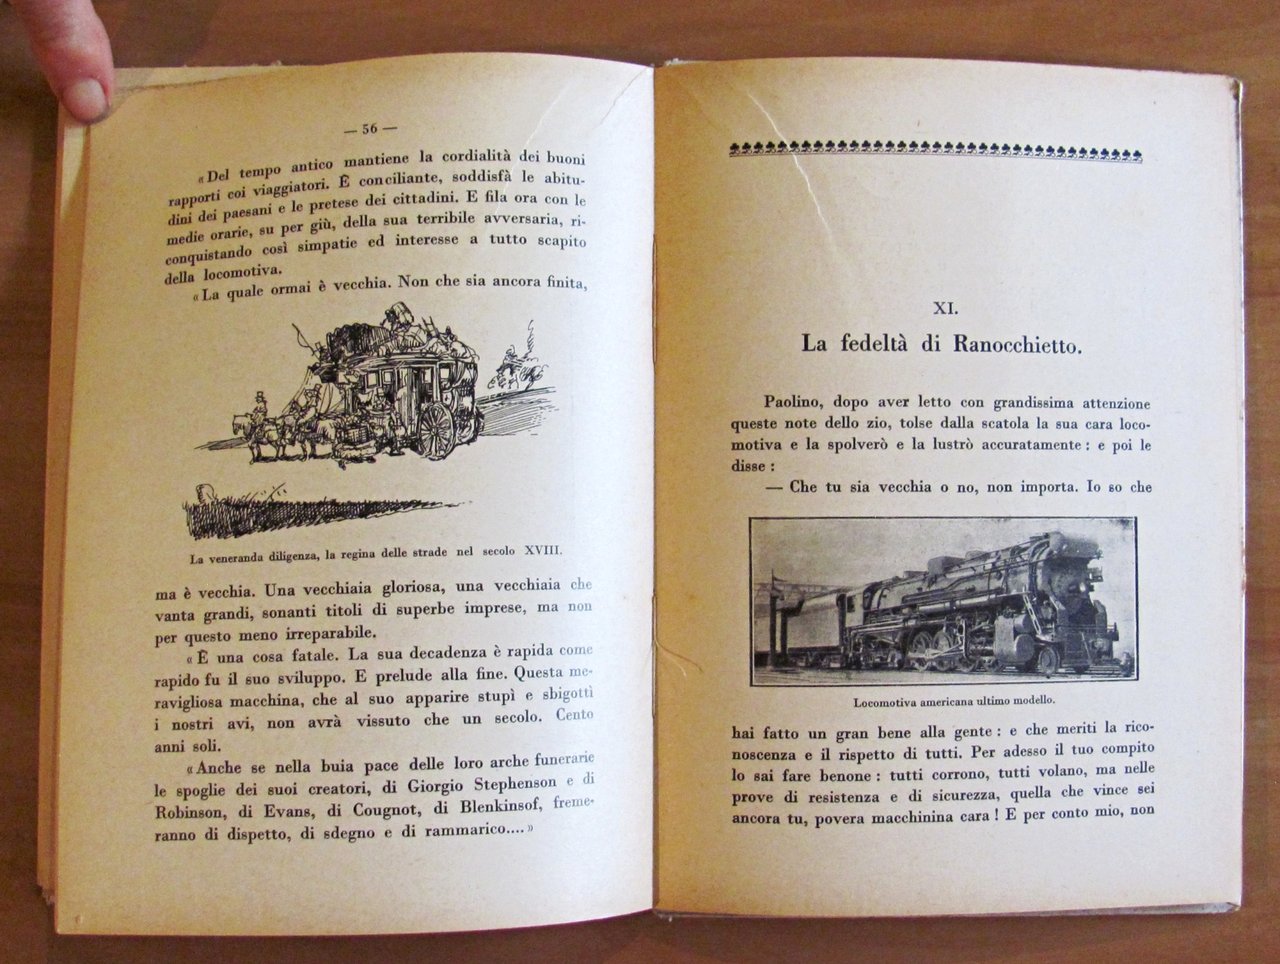 — 56 —
«Del tempo antico mantiene la cordialità dei buoni
rapporti coi viaggiatori. È conciliante, soddisfà le abitu-
dini dei paesani e le pretese dei cittadini. E fila ora con le
medie orarie, su per giù, della sua terribile avversaria, ri-
conquistando così simpatie ed interesse a tutto scapito
della locomotiva.
«La quale ormai è vecchia. Non che sia ancora finita,
La veneranda diligenza, la regina delle strade nel secolo XVIII.
ma è vecchia. Una vecchiaia gloriosa, una vecchiaia che
vanta grandi, sonanti titoli di superbe imprese, ma non
per questo meno irreparabile.
«È una cosa fatale. La sua decadenza è rapida come
rapido fu il suo sviluppo. E prelude alla fine. Questa me-
ravigliosa macchina, che al suo apparire stupì e sbigottì
i nostri avi, non avrà vissuto che un secolo. Cento
anni soli.
«Anche se nella buia pace delle loro arche funerarie
le spoglie dei suoi creatori, di Giorgio Stephenson e di
Robinson, di Evans, di Cougnot, di Blenkinsof, freme-
ranno di dispetto, di sdegno e di rammarico....»
XI.
La fedeltà di Ranocchietto.
Paolino, dopo aver letto con grandissima attenzione
queste note dello zio, tolse dalla scatola la sua cara loco-
motiva e la spolverò e la lustrò accuratamente : e poi le
disse :
— Che tu sia vecchia o no, non importa. Io so che
Locomotiva americana ultimo modello.
hai fatto un gran bene alla gente : e che meriti la rico-
noscenza e il rispetto di tutti. Per adesso il tuo compito
lo sai fare benone : tutti corrono, tutti volano, ma nelle
prove di resistenza e di sicurezza, quella che vince sei
ancora tu, povera macchinina cara ! E per conto mio, non